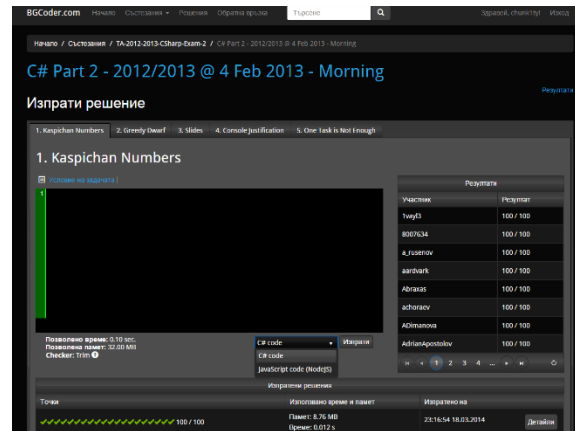 BGCoder.com Начало Състезания Решения Обратна връзка Търсене Здравей, chunk1ty! Изход
Начало / Състезания / TA-2012-2013-CSharp-Exam-2 / C# Part 2 - 2012/2013 @ 4 Feb 2013 - Morning
C# Part 2 - 2012/2013 @ 4 Feb 2013 - Morning
Резултати
Изпрати решение
1. Kaspichan Numbers 2. Greedy Dwarf 3. Slides 4. Console Justification 5. One Task is Not Enough
1. Kaspichan Numbers
Условие на задачата |
1
Резултати
Участник Резултат
1wayl3 100 / 100
8007634 100 / 100
a_rusenov 100 / 100
aardvark 100 / 100
Abraxas 100 / 100
achoraev 100 / 100
ADimanova 100 / 100
AdrianApostolov 100 / 100
1 2 3 4 ...
Позволено време: 0.10 sec.
Позволена памет: 32.00 MB
Checker: Trim
C# code Изпрати
C# code
JavaScript code (NodeJS)
Изпратени решения
Точки Използвано време и памет Изпратено на
100 / 100 Памет: 8.76 MB
Време: 0.012 s
23:16:54 18.03.2014 Детайли